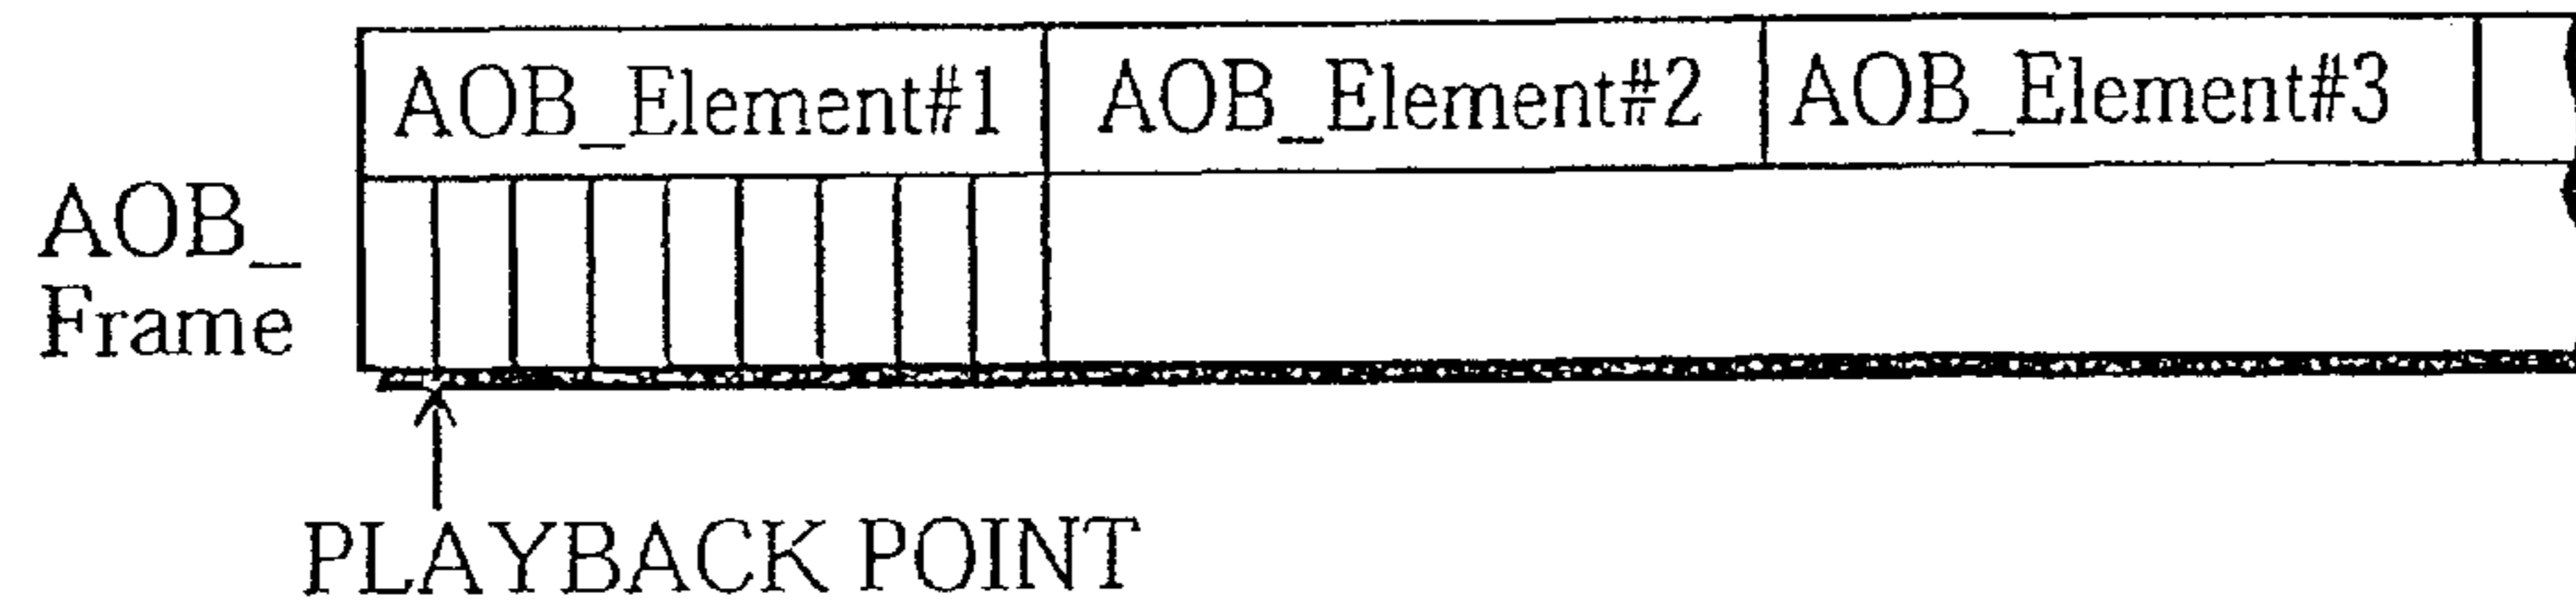 AOB_Element#1 AOB_Element#2 AOB_Element#3
AOB_
Frame
PLAYBACK POINT